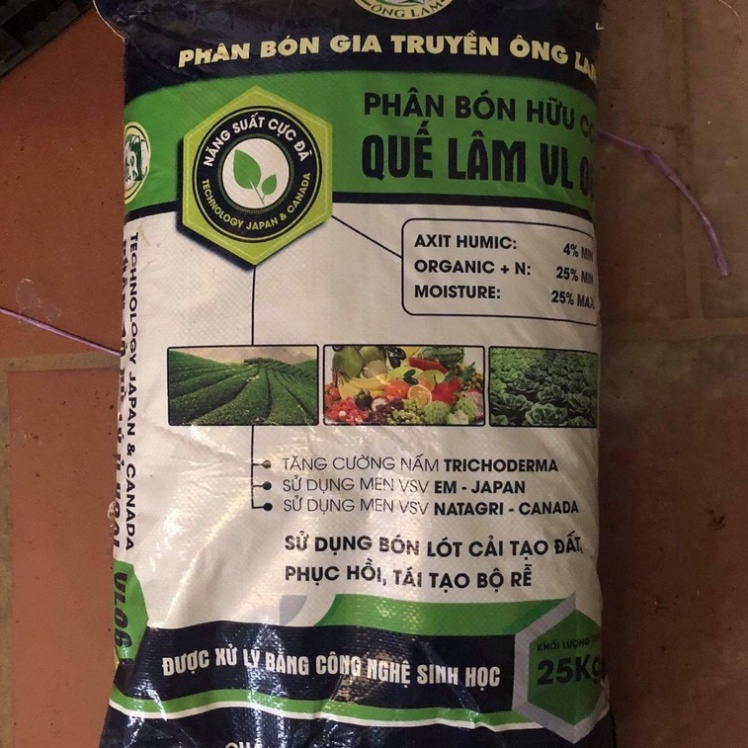 ÔNG LAM
PHÂN BÓN GIA TRUYỀN ÔNG LAM
PHÂN BÓN HỮU CƠ
QUẾ LÂM VL 06
NĂNG SUẤT CỰC ĐÃ
TECHNOLOGY JAPAN & CANADA
AXIT HUMIC: 4% MIN
ORGANIC + N: 25% MIN
MOISTURE: 25% MAX
TECHNOLOGY JAPAN & CANADA
VL06
TĂNG CƯỜNG NẤM TRICHODERMA
SỬ DỤNG MEN VSV EM - JAPAN
SỬ DỤNG MEN VSV NATAGRI - CANADA
SỬ DỤNG BÓN LÓT CẢI TẠO ĐẤT,
PHỤC HỒI, TÁI TẠO BỘ RỄ
ĐƯỢC XỬ LÝ BẰNG CÔNG NGHỆ SINH HỌC
KHỐI LƯỢNG
25Kg